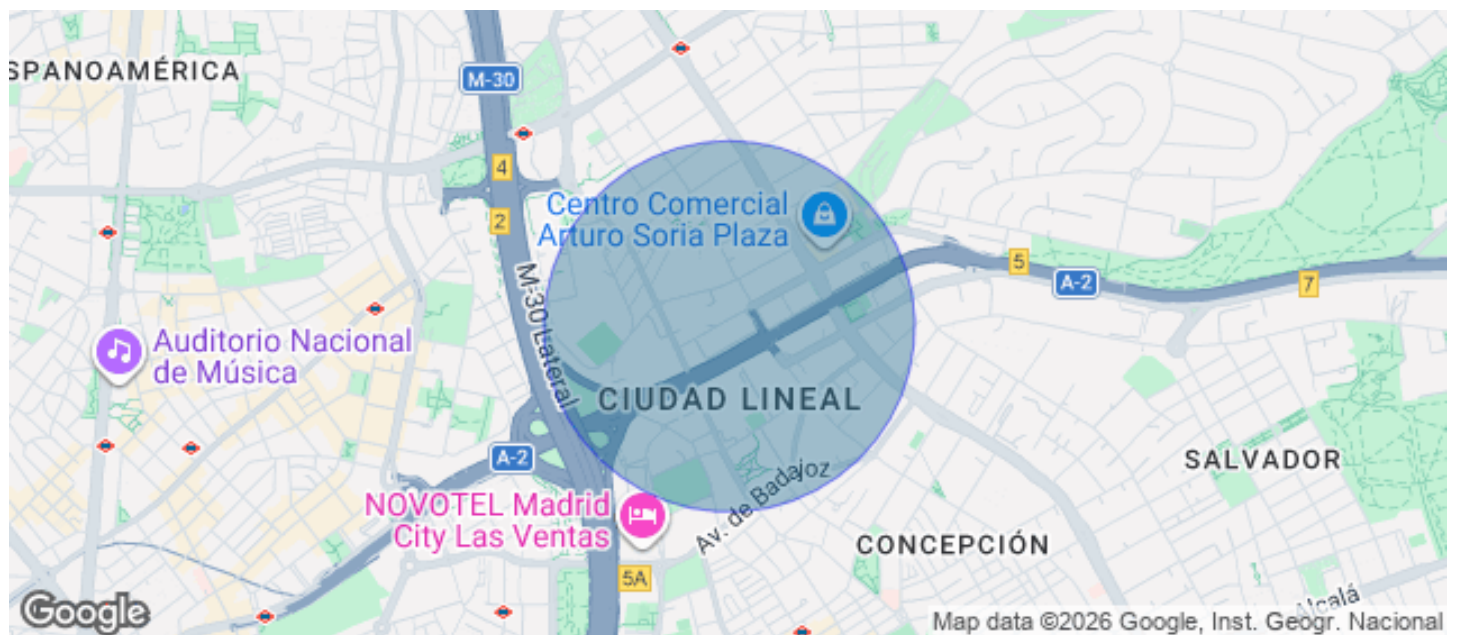 SPANOAMÉRICA
M-30
4
2
Centro Comercial
Arturo Soria Plaza
5
A-2
7
M-30 Lateral
Auditorio Nacional
de Música
CIUDAD LINEAL
A-2
SALVADOR
Av. de Badajoz
NOVOTEL Madrid
City Las Ventas
CONCEPCIÓN
5A
Alcalá
Google
Map data ©2026 Google, Inst. Geogr. Nacional